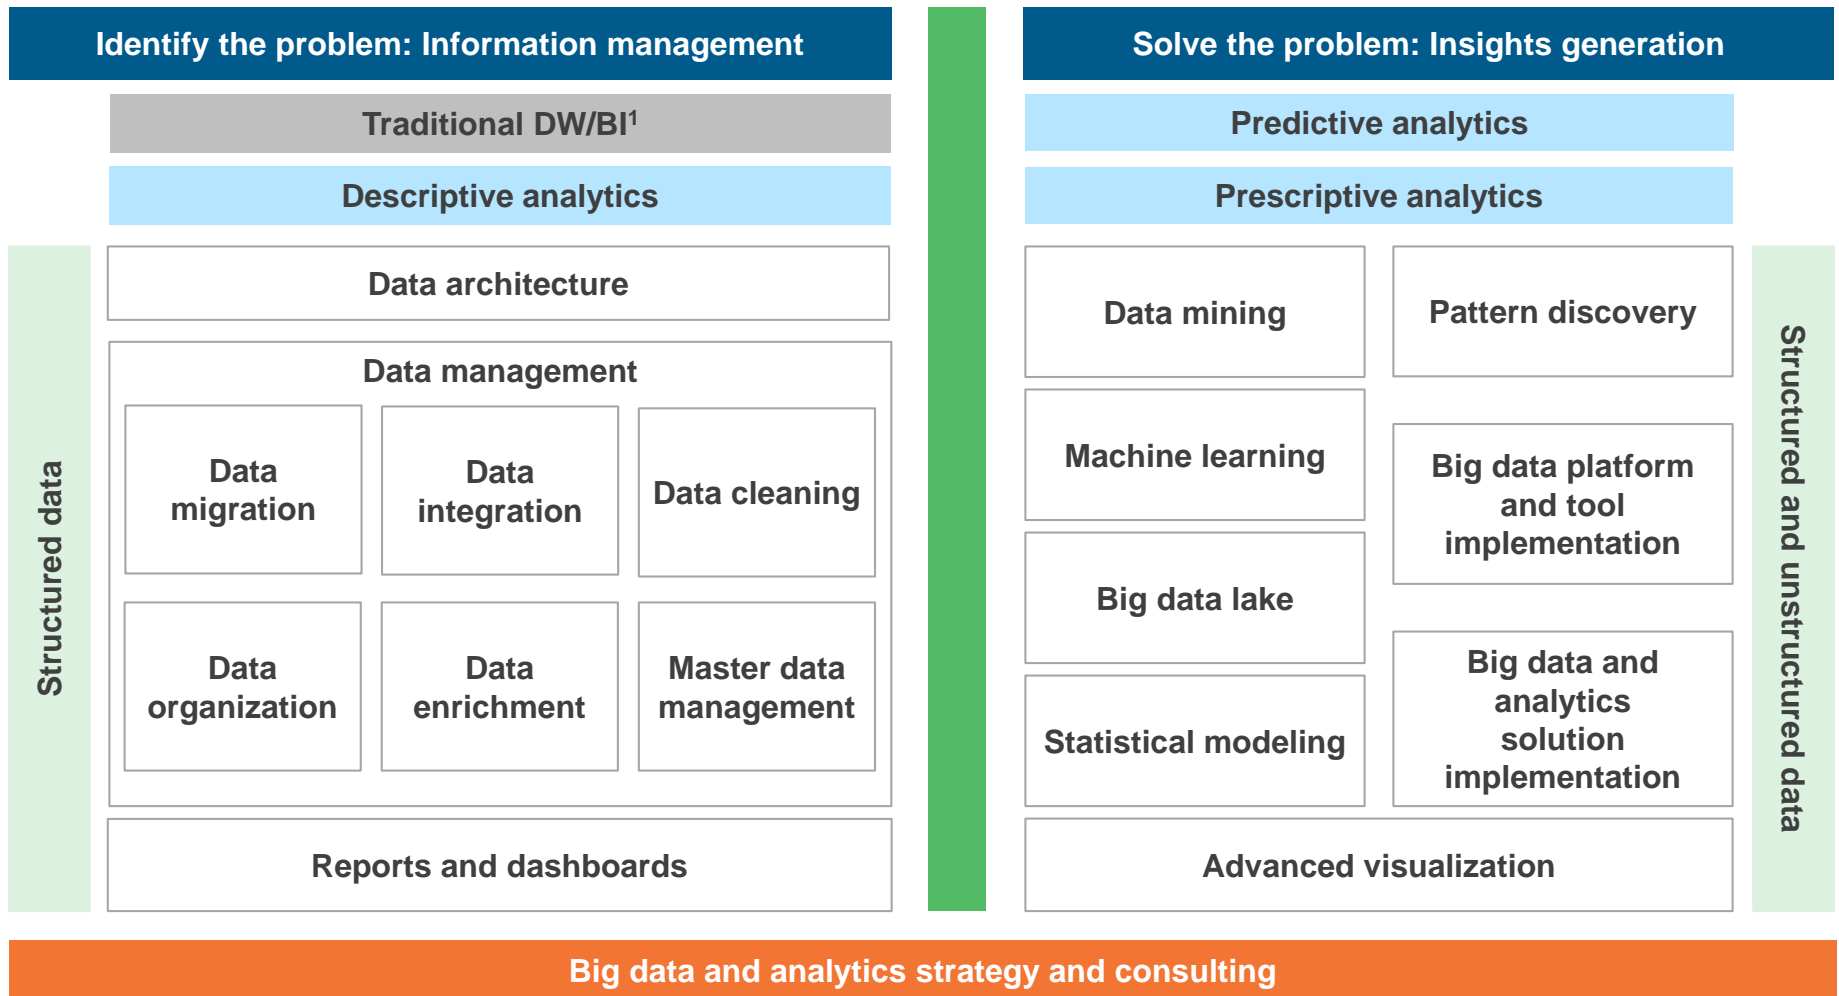 Identify the problem: Information management
Traditional DW/BI¹
Descriptive analytics
Structured data
Data architecture
Data management
Data
migration
Data
integration
Data cleaning
Data
organization
Data
enrichment
Master data
management
Reports and dashboards
Solve the problem: Insights generation
Predictive analytics
Prescriptive analytics
Data mining
Pattern discovery
Machine learning
Big data platform
and tool
implementation
Big data lake
Statistical modeling
Big data and
analytics
solution
implementation
Advanced visualization
Structured and unstructured data
Big data and analytics strategy and consulting